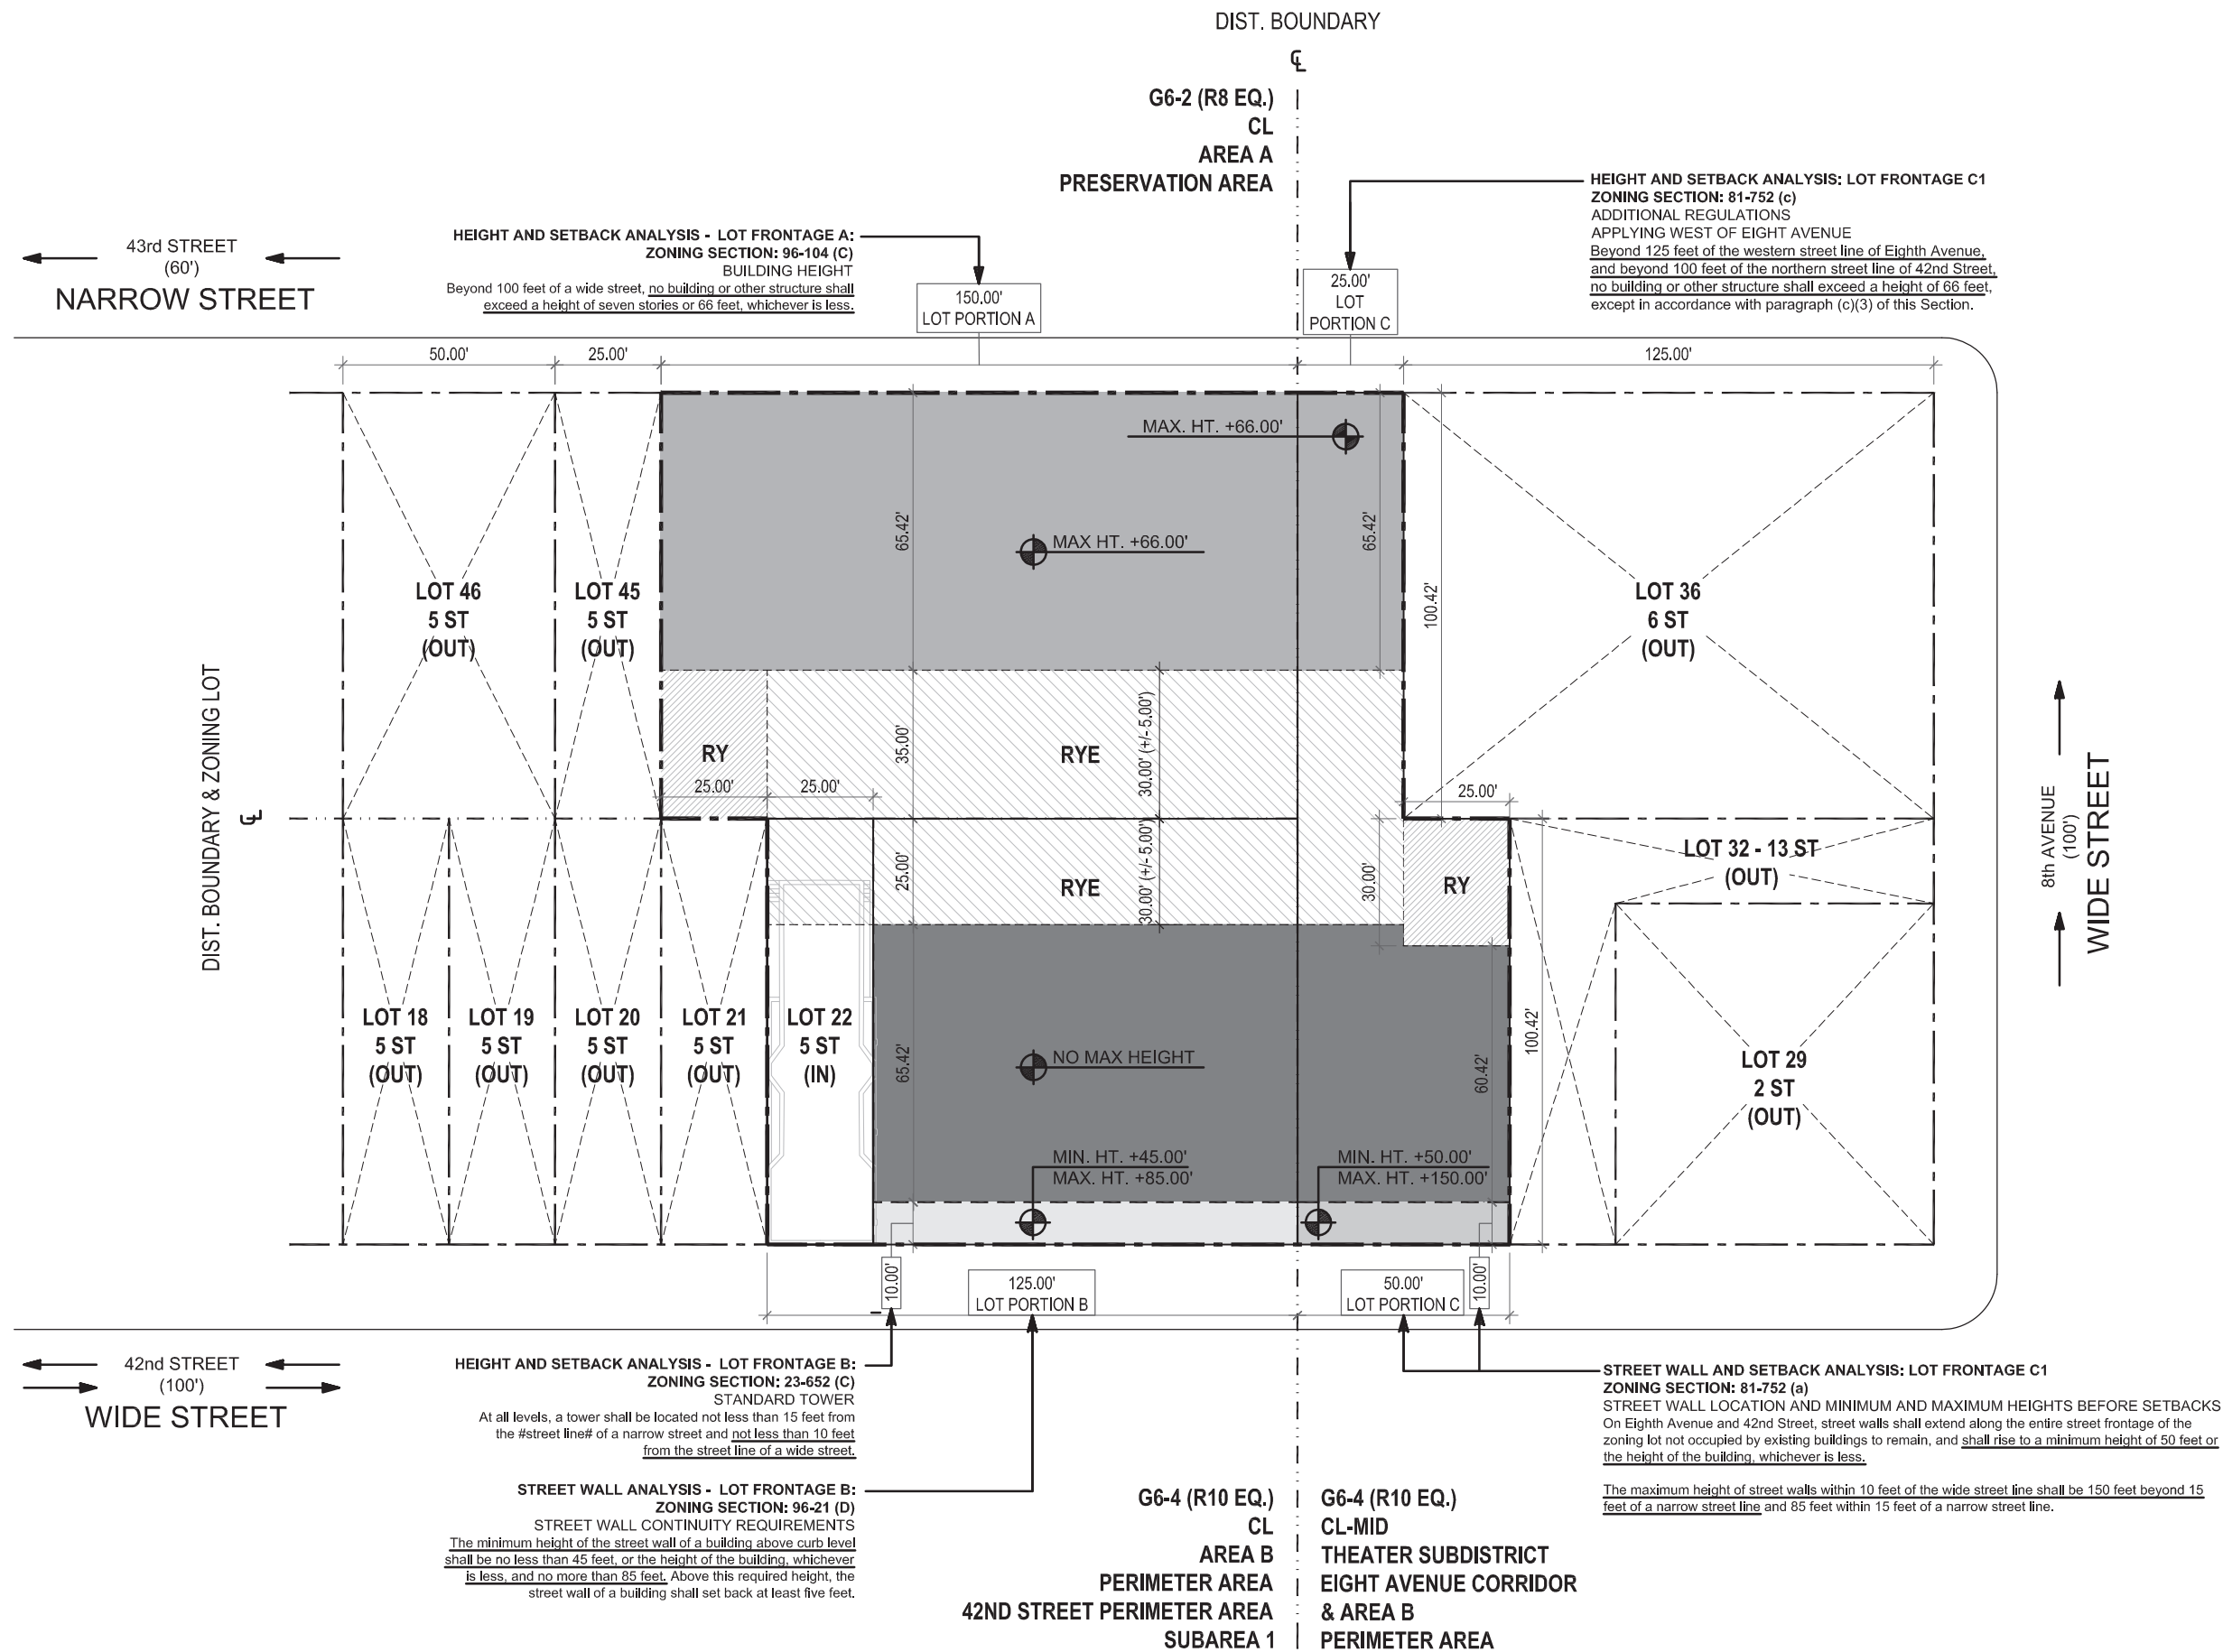 DIST. BOUNDARY
℄
G6-2 (R8 EQ.)
CL
AREA A
PRESERVATION AREA
43rd STREET
(60')
NARROW STREET
HEIGHT AND SETBACK ANALYSIS - LOT FRONTAGE A:
ZONING SECTION: 96-104 (C)
BUILDING HEIGHT
Beyond 100 feet of a wide street, no building or other structure shall
exceed a height of seven stories or 66 feet, whichever is less.
150.00'
LOT PORTION A
25.00'
LOT
PORTION C
HEIGHT AND SETBACK ANALYSIS: LOT FRONTAGE C1
ZONING SECTION: 81-752 (c)
ADDITIONAL REGULATIONS
APPLYING WEST OF EIGHT AVENUE
Beyond 125 feet of the western street line of Eighth Avenue,
and beyond 100 feet of the northern street line of 42nd Street,
no building or other structure shall exceed a height of 66 feet,
except in accordance with paragraph (c)(3) of this Section.
50.00'
25.00'
125.00'
MAX. HT. +66.00'
65.42'
MAX HT. +66.00'
65.42'
100.42'
LOT 46
5 ST
(OUT)
LOT 45
5 ST
(OUT)
LOT 36
6 ST
(OUT)
DIST. BOUNDARY & ZONING LOT
℄
RY
25.00'
25.00'
35.00'
RYE
30.00' (+/- 5.00')
25.00'
8th AVENUE
(100')
WIDE STREET
25.00'
RYE
30.00' (+/- 5.00')
30.00'
RY
LOT 32 - 13 ST
(OUT)
LOT 18
5 ST
(OUT)
LOT 19
5 ST
(OUT)
LOT 20
5 ST
(OUT)
LOT 21
5 ST
(OUT)
LOT 22
5 ST
(IN)
65.42'
NO MAX HEIGHT
60.42'
100.42'
LOT 29
2 ST
(OUT)
MIN. HT. +45.00'
MAX. HT. +85.00'
MIN. HT. +50.00'
MAX. HT. +150.00'
10.00'
125.00'
LOT PORTION B
50.00'
LOT PORTION C
10.00'
42nd STREET
(100')
WIDE STREET
HEIGHT AND SETBACK ANALYSIS - LOT FRONTAGE B:
ZONING SECTION: 23-652 (C)
STANDARD TOWER
At all levels, a tower shall be located not less than 15 feet from
the #street line# of a narrow street and not less than 10 feet
from the street line of a wide street.
STREET WALL ANALYSIS - LOT FRONTAGE B:
ZONING SECTION: 96-21 (D)
STREET WALL CONTINUITY REQUIREMENTS
The minimum height of the street wall of a building above curb level
shall be no less than 45 feet, or the height of the building, whichever
is less, and no more than 85 feet. Above this required height, the
street wall of a building shall set back at least five feet.
STREET WALL AND SETBACK ANALYSIS: LOT FRONTAGE C1
ZONING SECTION: 81-752 (a)
STREET WALL LOCATION AND MINIMUM AND MAXIMUM HEIGHTS BEFORE SETBACKS
On Eighth Avenue and 42nd Street, street walls shall extend along the entire street frontage of the
zoning lot not occupied by existing buildings to remain, and shall rise to a minimum height of 50 feet or
the height of the building, whichever is less.
The maximum height of street walls within 10 feet of the wide street line shall be 150 feet beyond 15
feet of a narrow street line and 85 feet within 15 feet of a narrow street line.
G6-4 (R10 EQ.)
CL
AREA B
PERIMETER AREA
42ND STREET PERIMETER AREA
SUBAREA 1
G6-4 (R10 EQ.)
CL-MID
THEATER SUBDISTRICT
EIGHT AVENUE CORRIDOR
& AREA B
PERIMETER AREA